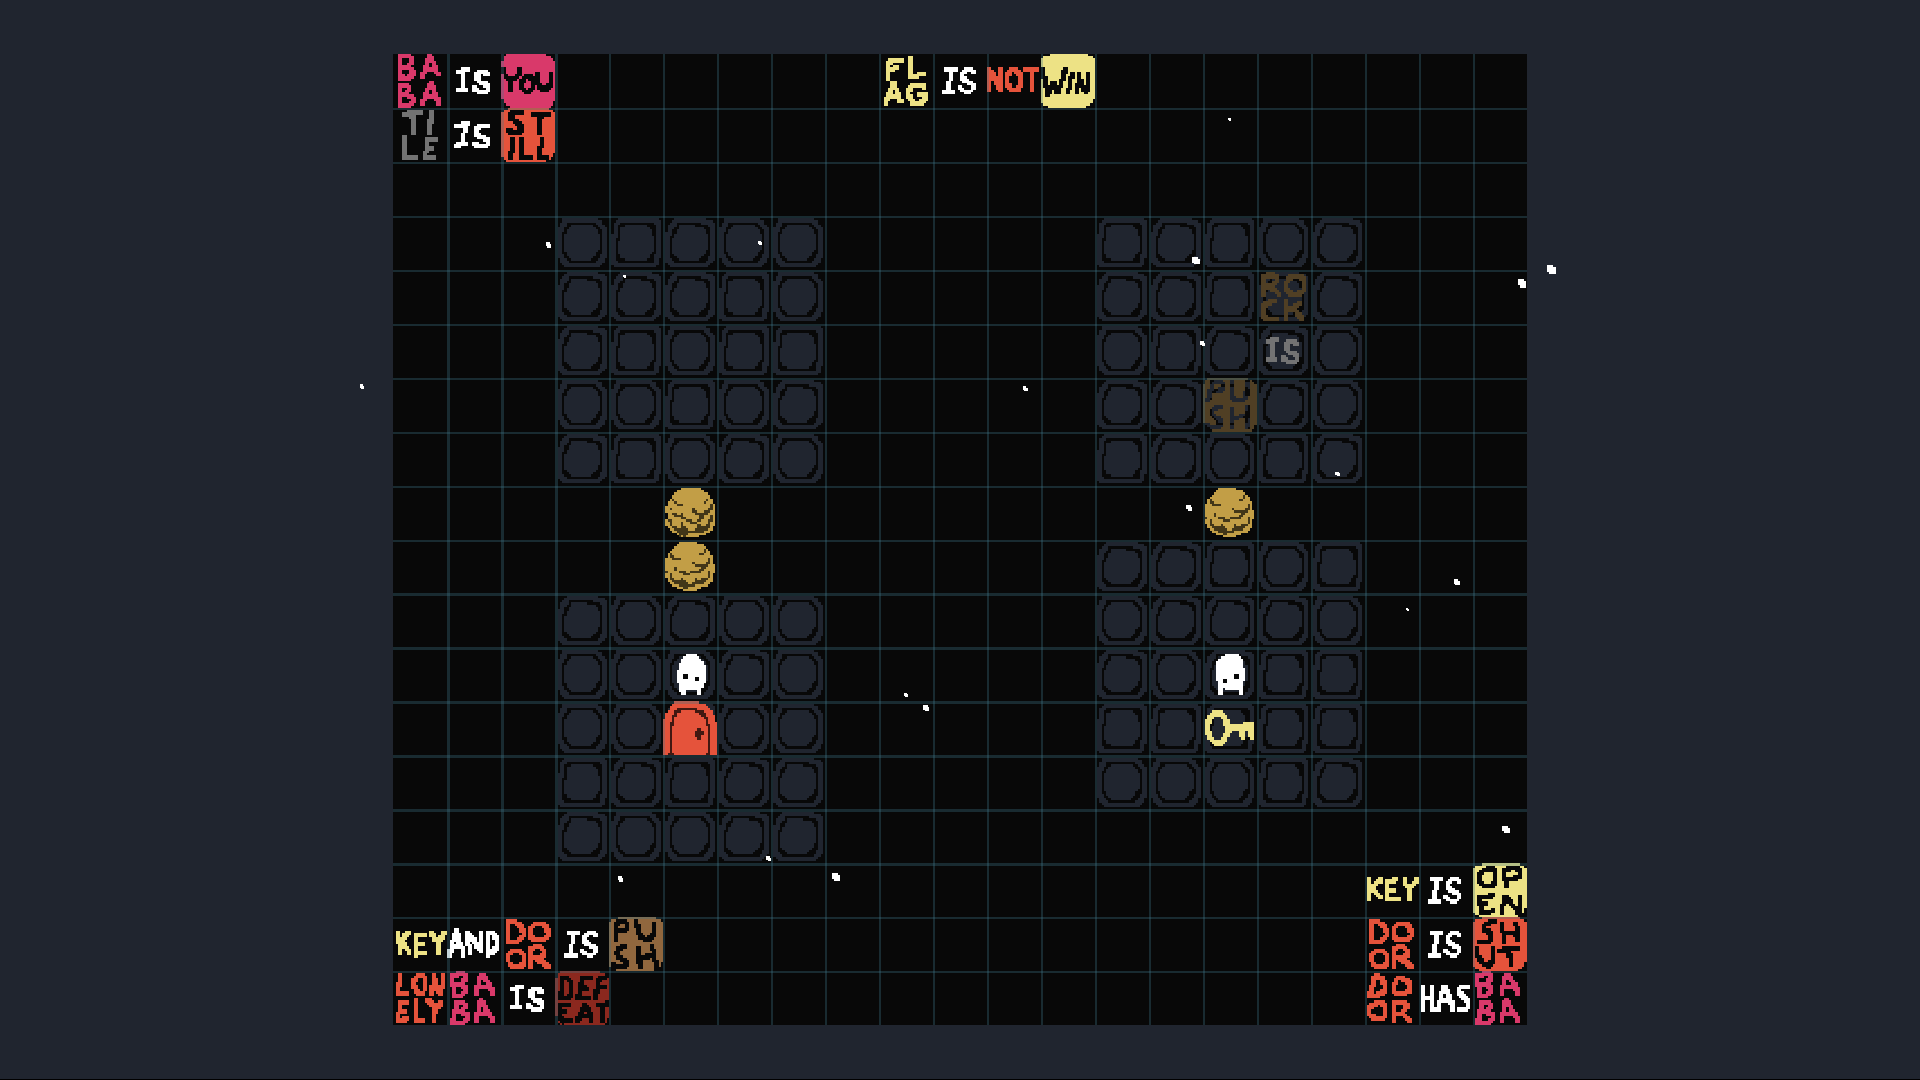 BABA IS YOU
FLAG IS NOT WIN
TILE IS STILL
ROCK
IS
PUSH
KEY IS OPEN
KEY AND DOOR IS PUSH
DOOR IS SHUT
LONELY BABA IS DEFEAT
DOOR HAS BABA